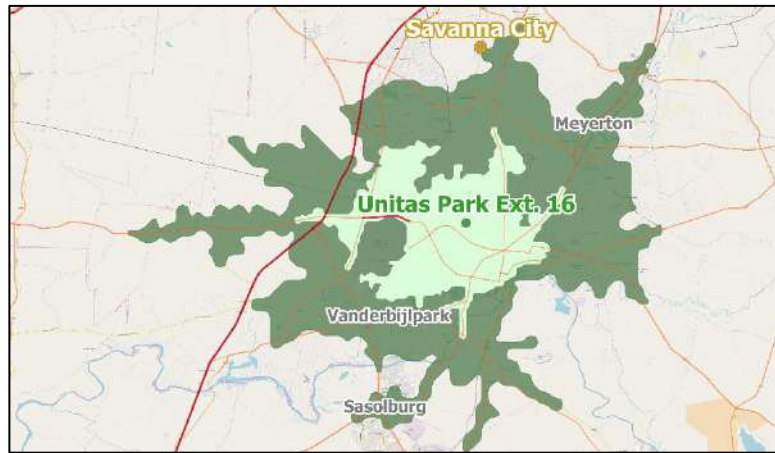 Savanna City
Meyerton
Unitas Park Ext. 16
Vanderbijlpark
Sasolburg